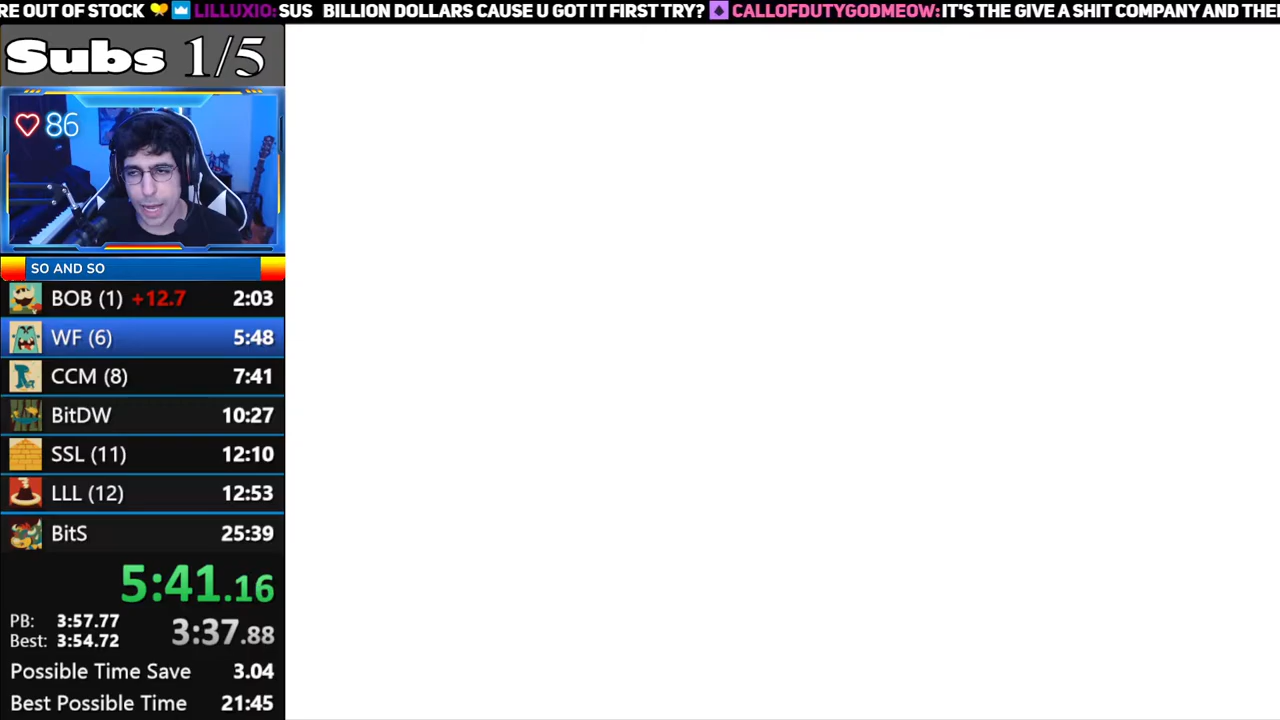 RE OUT OF STOCK LILLUXIO: SUS BILLION DOLLARS CAUSE U GOT IT FIRST TRY? CALLOFDUTYGODMEOW: IT'S THE GIVE A SHIT COMPANY AND THE
Subs 1/5
86
SO AND SO
BOB (1) +12.7 2:03
WF (6) 5:48
CCM (8) 7:41
BitDW 10:27
SSL (11) 12:10
LLL (12) 12:53
BitS 25:39
5:41.16
PB: 3:57.77
Best: 3:54.72
3:37.88
Possible Time Save 3.04
Best Possible Time 21:45